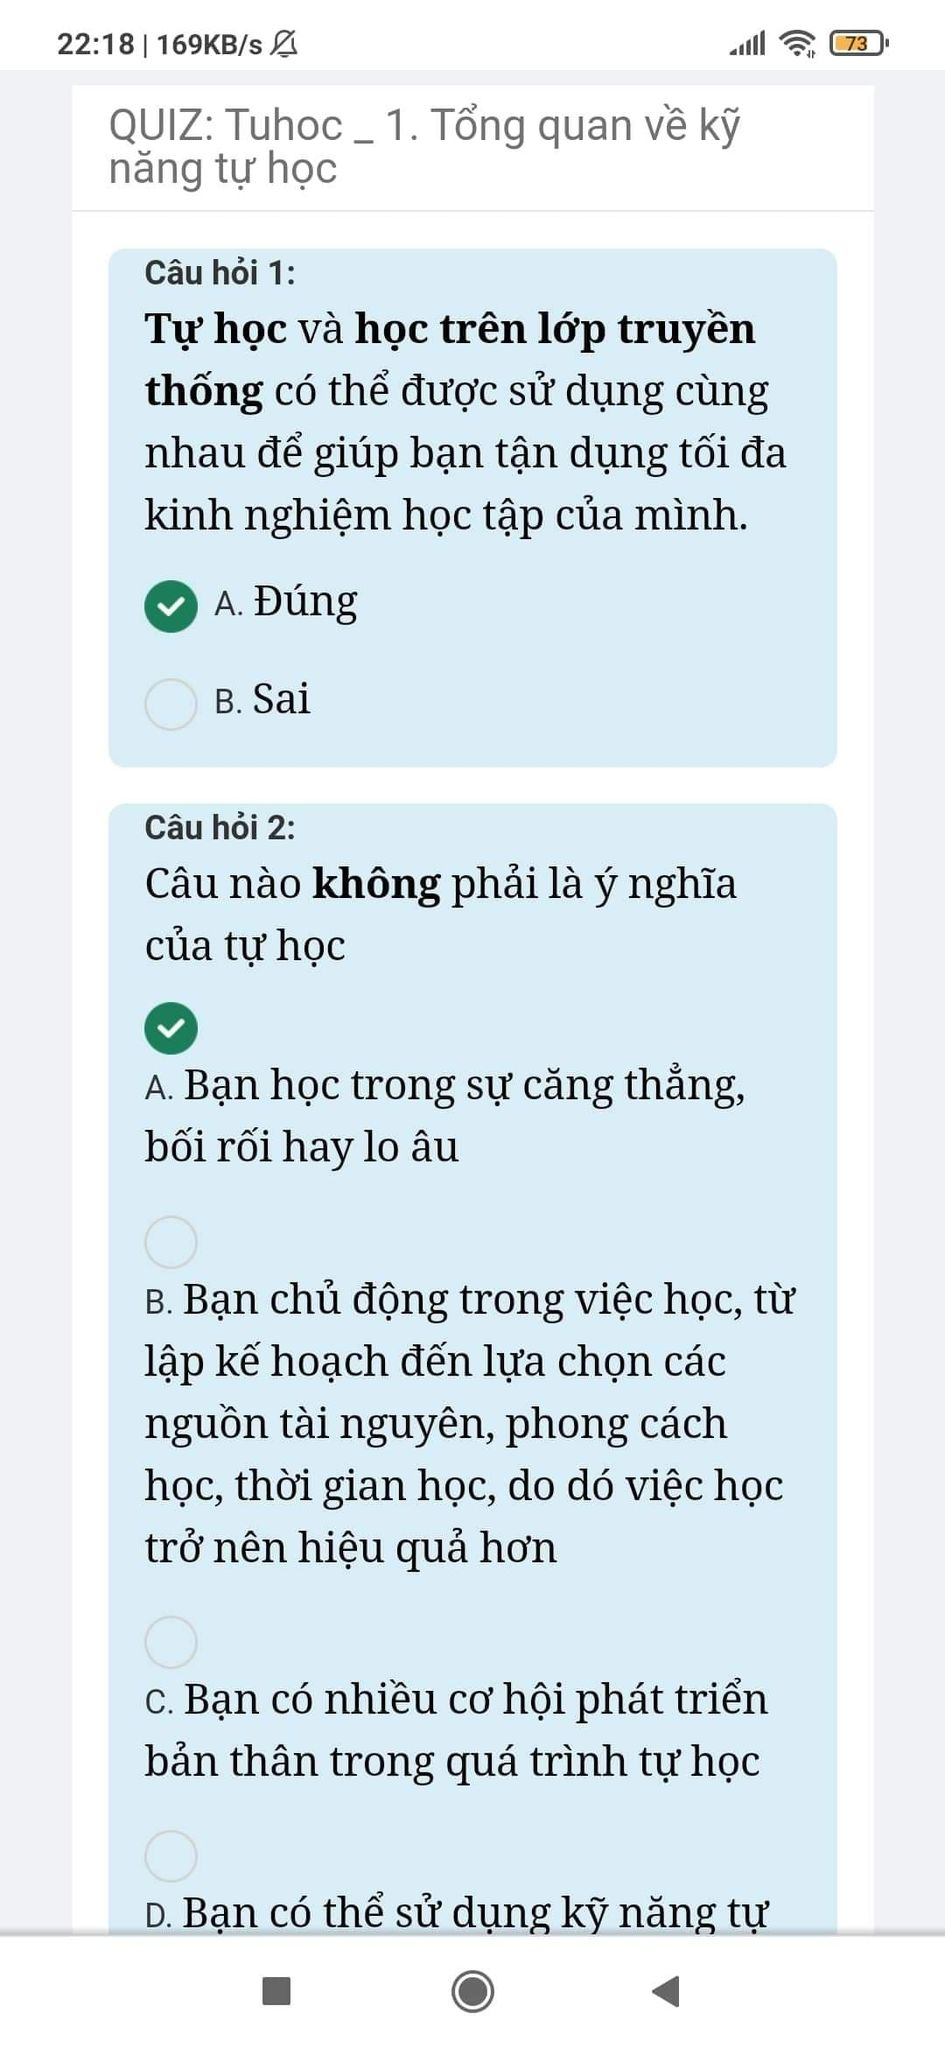 22:18 | 169KB/s
73
QUIZ: Tuhoc _ 1. Tổng quan về kỹ
năng tự học
Câu hỏi 1:
Tự học và học trên lớp truyền
thống có thể được sử dụng cùng
nhau để giúp bạn tận dụng tối đa
kinh nghiệm học tập của mình.
A. Đúng
B. Sai
Câu hỏi 2:
Câu nào không phải là ý nghĩa
của tự học
A. Bạn học trong sự căng thẳng,
bối rối hay lo âu
B. Bạn chủ động trong việc học, từ
lập kế hoạch đến lựa chọn các
nguồn tài nguyên, phong cách
học, thời gian học, do dó việc học
trở nên hiệu quả hơn
C. Bạn có nhiều cơ hội phát triển
bản thân trong quá trình tự học
D. Bạn có thể sử dụng kỹ năng tự